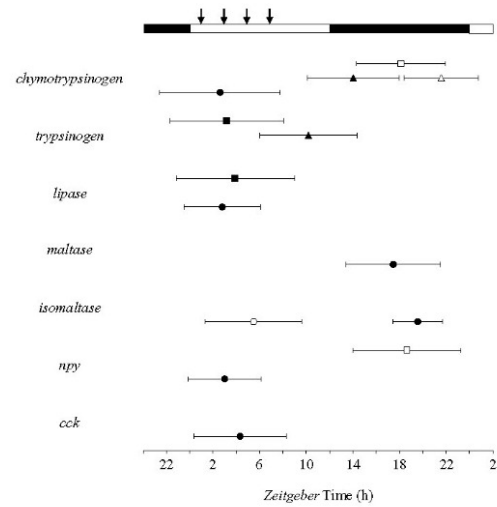 chymotrypsinogen
trypsinogen
lipase
maltase
isomaltase
npy
cck
22 2 6 10 14 18 22 2
Zeitgeber Time (h)